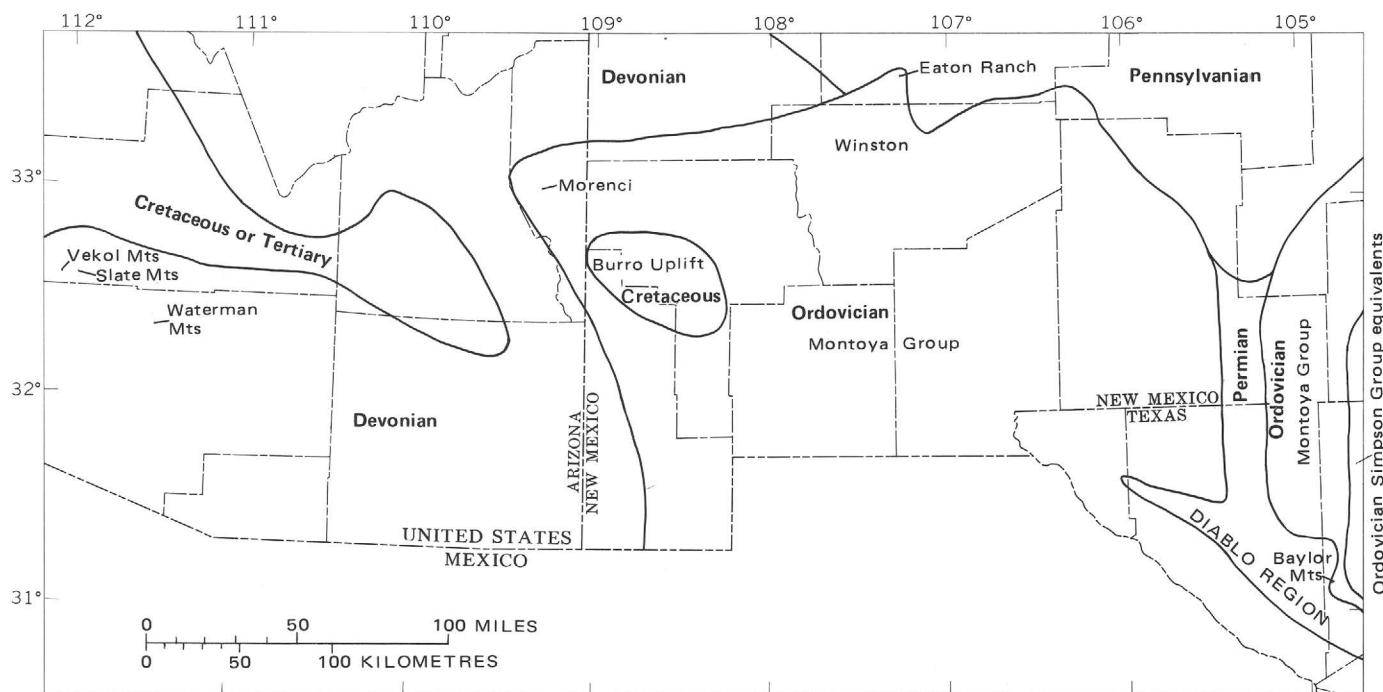 112° 111° 110° 109° 108° 107° 106° 105°
Devonian
Eaton Ranch
Pennsylvanian
Winston
33°
Morenci
Cretaceous or Tertiary
Vekol Mts
Slate Mts
Burro Uplift
Cretaceous
Waterman
Mts
Ordovician
Montoya Group
32°
Devonian
ARIZONA
NEW MEXICO
NEW MEXICO
TEXAS
Permian
Ordovician
Montoya Group
Ordovician Simpson Group equivalents
UNITED STATES
MEXICO
DIABLO REGION
Baylor
Mts
31°
0 50 100 MILES
0 50 100 KILOMETRES